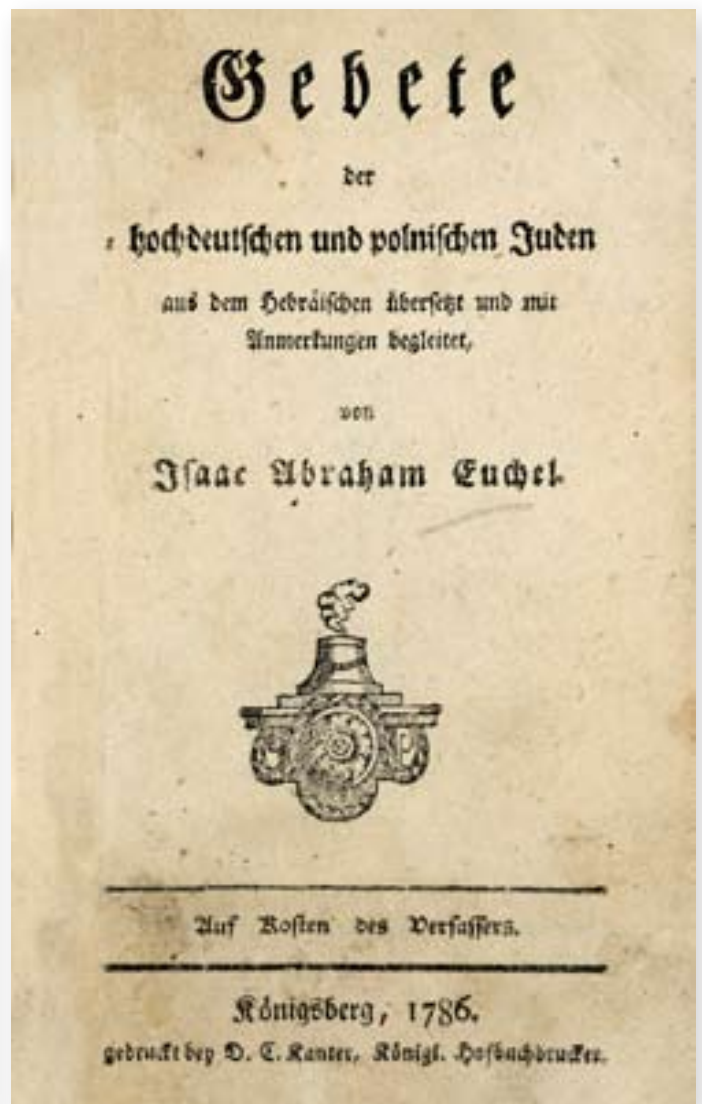 Gebete
der
hochdeutschen und polnischen Juden
aus dem Hebräischen übersetzt und mit
Anmerkungen begleitet,
von
Isaac Abraham Euchel.
Auf Kosten des Verfassers.
Königsberg, 1786.
gedruckt bey D. C. Kanter, Königl. Hofbuchdrucker.